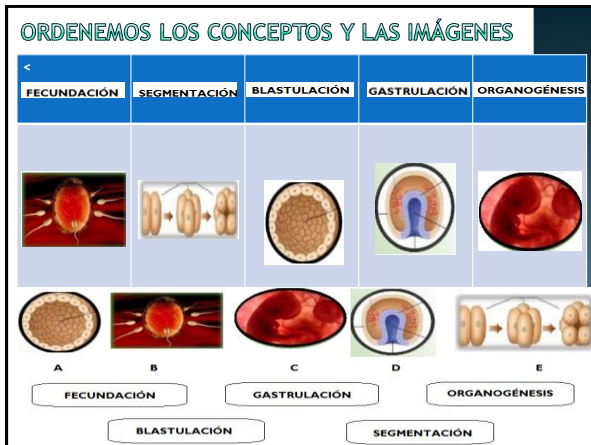 ORDENEMOS LOS CONCEPTOS Y LAS IMÁGENES
<
FECUNDACIÓN SEGMENTACIÓN BLASTULACIÓN GASTRULACIÓN ORGANOGÉNESIS
A B C D E
FECUNDACIÓN GASTRULACIÓN ORGANOGÉNESIS
BLASTULACIÓN SEGMENTACIÓN